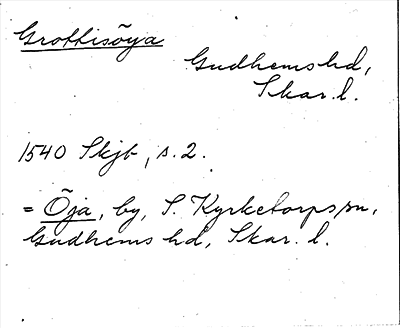 Grottisöya
Gudhems hd,
Skar. l.
1540 Skjb, s. 2.
= Öja, by, S. Kyrketorps sn,
Gudhems hd, Skar. l.